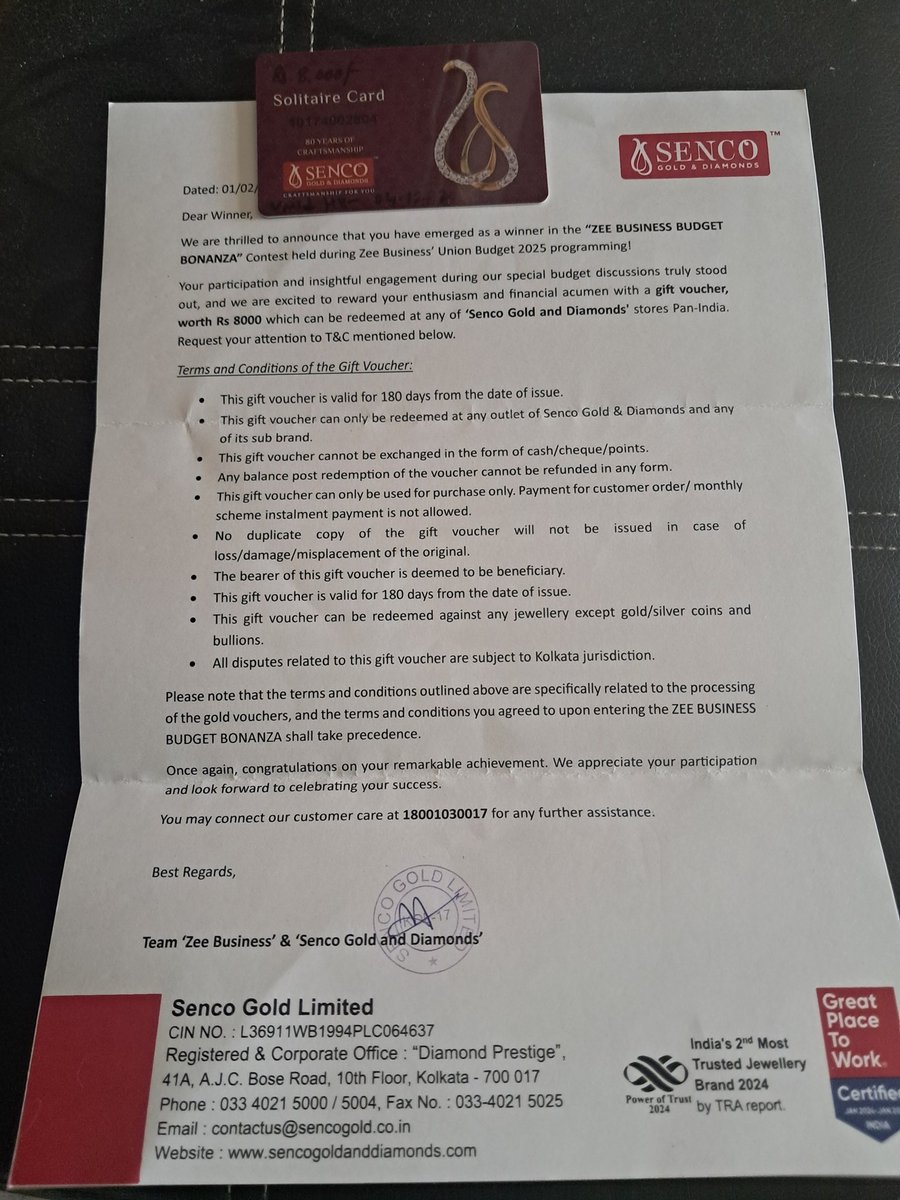 Rs 8,000/-
Solitaire Card
80 YEARS OF
CRAFTSMANSHIP
SENCO
GOLD & DIAMONDS
CRAFTSMANSHIP FOR YOU
SENCO
GOLD & DIAMONDS
TM
Dated: 01/02/
Dear Winner,
We are thrilled to announce that you have emerged as a winner in the “ZEE BUSINESS BUDGET
BONANZA” Contest held during Zee Business’ Union Budget 2025 programming!
Your participation and insightful engagement during our special budget discussions truly stood
out, and we are excited to reward your enthusiasm and financial acumen with a gift voucher,
worth Rs 8000 which can be redeemed at any of ‘Senco Gold and Diamonds’ stores Pan-India.
Request your attention to T&C mentioned below.
Terms and Conditions of the Gift Voucher:
• This gift voucher is valid for 180 days from the date of issue.
• This gift voucher can only be redeemed at any outlet of Senco Gold & Diamonds and any
of its sub brand.
• This gift voucher cannot be exchanged in the form of cash/cheque/points.
• Any balance post redemption of the voucher cannot be refunded in any form.
• This gift voucher can only be used for purchase only. Payment for customer order/ monthly
scheme instalment payment is not allowed.
• No duplicate copy of the gift voucher will not be issued in case of
loss/damage/misplacement of the original.
• The bearer of this gift voucher is deemed to be beneficiary.
• This gift voucher is valid for 180 days from the date of issue.
• This gift voucher can be redeemed against any jewellery except gold/silver coins and
bullions.
• All disputes related to this gift voucher are subject to Kolkata jurisdiction.
Please note that the terms and conditions outlined above are specifically related to the processing
of the gold vouchers, and the terms and conditions you agreed to upon entering the ZEE BUSINESS
BUDGET BONANZA shall take precedence.
Once again, congratulations on your remarkable achievement. We appreciate your participation
and look forward to celebrating your success.
You may connect our customer care at 18001030017 for any further assistance.
Best Regards,
SENCO GOLD LIMITED
Team ‘Zee Business’ & ‘Senco Gold and Diamonds’
Senco Gold Limited
CIN NO. : L36911WB1994PLC064637
Registered & Corporate Office : “Diamond Prestige”,
41A, A.J.C. Bose Road, 10th Floor, Kolkata - 700 017
Phone : 033 4021 5000 / 5004, Fax No. : 033-4021 5025
Email : contactus@sencogold.co.in
Website : www.sencogoldanddiamonds.com
Power of Trust
2024
India's 2nd Most
Trusted Jewellery
Brand 2024
by TRA report.
Great
Place
To
Work.
Certified
INDIA